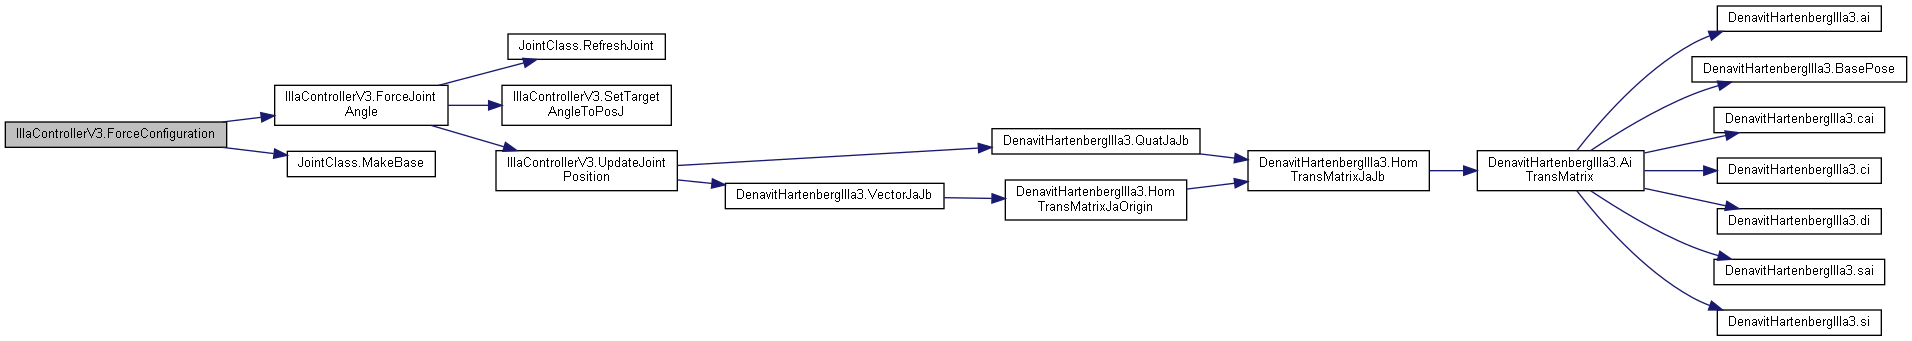 IIIaControllerV3.ForceConfiguration
IIIaControllerV3.ForceJoint
Angle
JointClass.MakeBase
JointClass.RefreshJoint
IIIaControllerV3.SetTarget
AngleToPosJ
IIIaControllerV3.UpdateJoint
Position
DenavitHartenbergIIIa3.QuatJaJb
DenavitHartenbergIIIa3.VectorJaJb
DenavitHartenbergIIIa3.Hom
TransMatrixJaOrigin
DenavitHartenbergIIIa3.Hom
TransMatrixJaJb
DenavitHartenbergIIIa3.Ai
TransMatrix
DenavitHartenbergIIIa3.ai
DenavitHartenbergIIIa3.BasePose
DenavitHartenbergIIIa3.cai
DenavitHartenbergIIIa3.ci
DenavitHartenbergIIIa3.di
DenavitHartenbergIIIa3.sai
DenavitHartenbergIIIa3.si